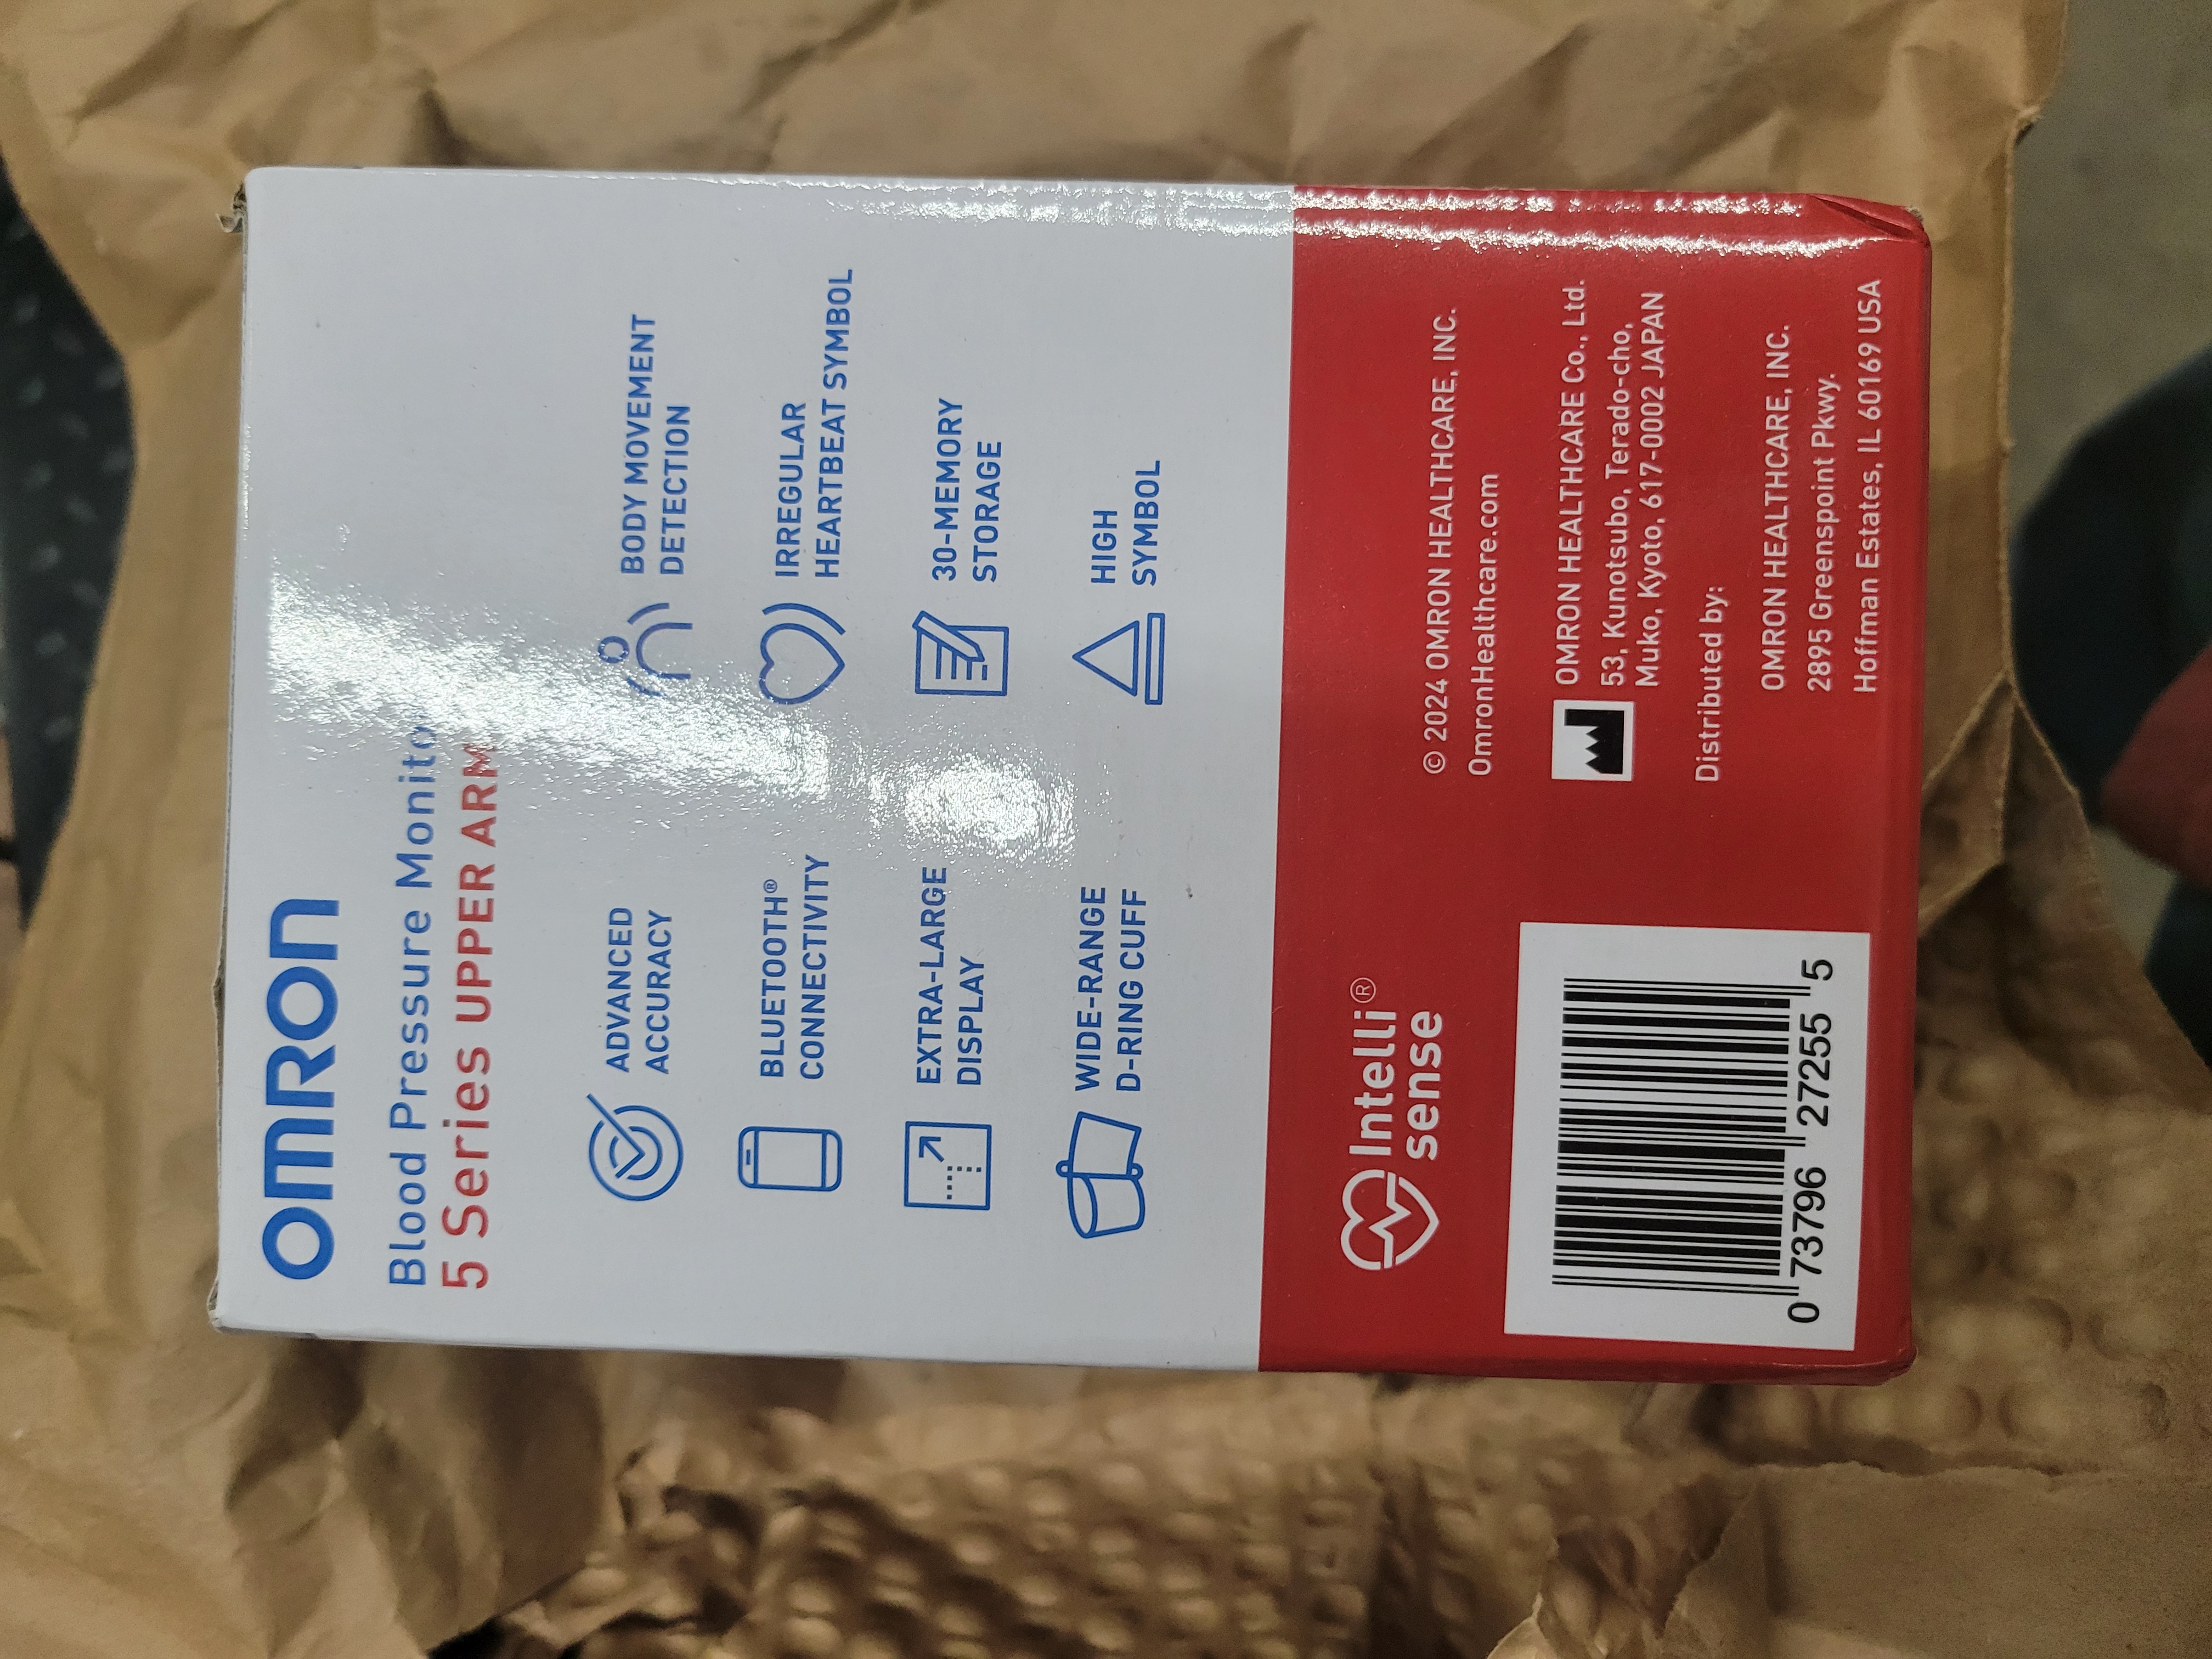 OMRON
Blood Pressure Monitor
5 Series UPPER ARM
ADVANCED
ACCURACY
BLUETOOTH®
CONNECTIVITY
EXTRA-LARGE
DISPLAY
WIDE-RANGE
D-RING CUFF
BODY MOVEMENT
DETECTION
IRREGULAR
HEARTBEAT SYMBOL
30-MEMORY
STORAGE
HIGH
SYMBOL
Intelli®
sense
0 73796 27255 5
© 2024 OMRON HEALTHCARE, INC.
OmronHealthcare.com
OMRON HEALTHCARE Co., Ltd.
53, Kunotsubo, Terado-cho,
Muko, Kyoto, 617-0002 JAPAN
Distributed by:
OMRON HEALTHCARE, INC.
2895 Greenspoint Pkwy.
Hoffman Estates, IL 60169 USA